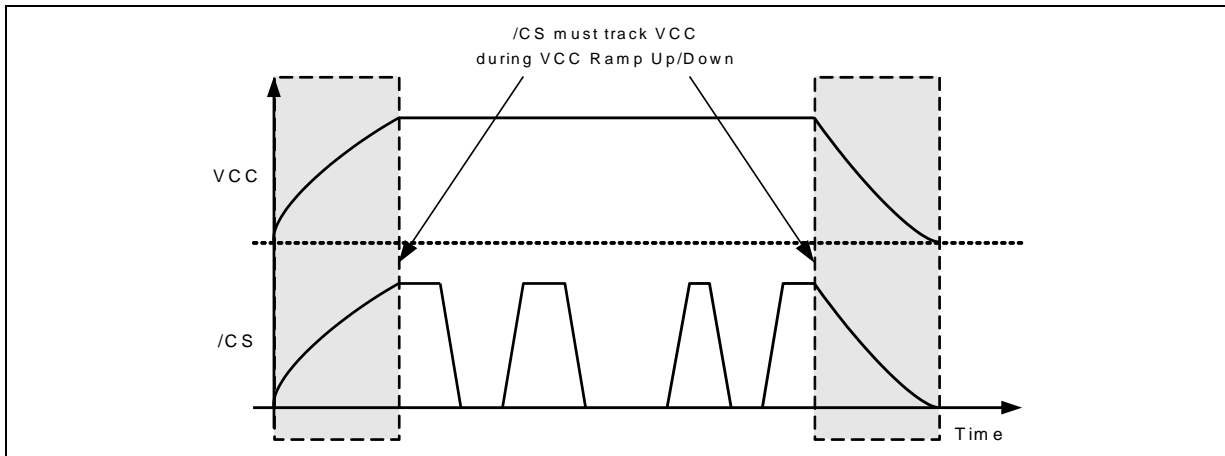 /CS must track VCC
during VCC Ramp Up/Down
VCC
/CS
Time